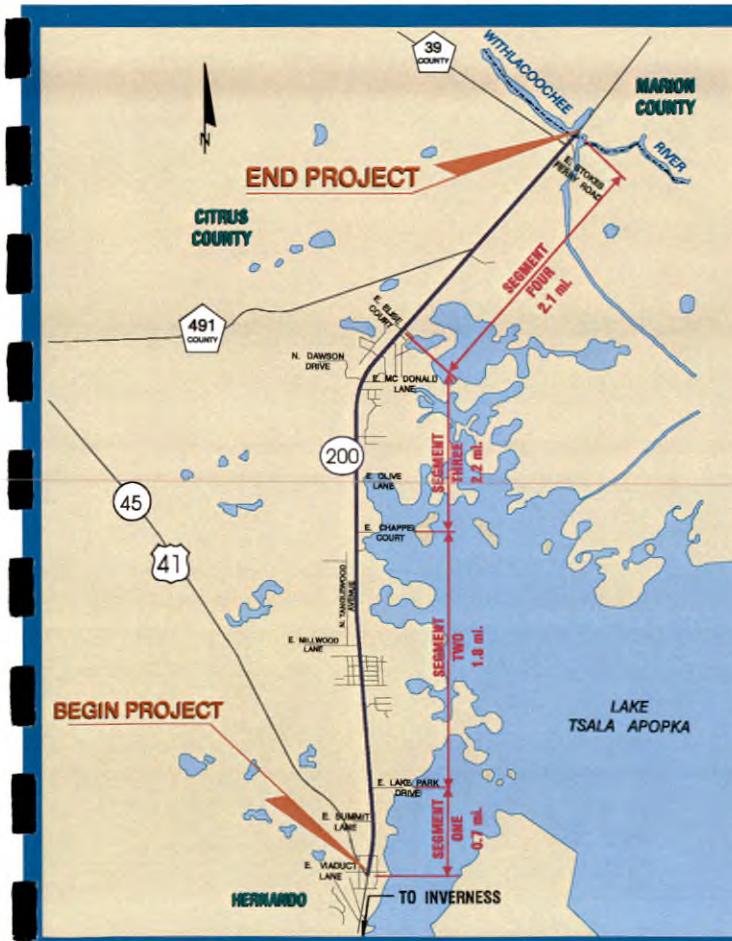 39
COUNTY
WITHLACOOCHEE
RIVER
MARION
COUNTY
N
END PROJECT
E. STOKES
FERRY ROAD
CITRUS
COUNTY
SEGMENT
FOUR
2.1 mi.
491
COUNTY
E. ELISE
COURT
N. DAWSON
DRIVE
E. MC DONALD
LANE
200
SEGMENT
THREE
2.2 mi.
E. OLIVE
LANE
45
E. CHAPPEL
COURT
41
N. TANGLEWOOD
AVENUE
E. MILLWOOD
LANE
SEGMENT
TWO
1.8 mi.
BEGIN PROJECT
LAKE
TSALA APOPKA
E. LAKE PARK
DRIVE
E. SUMMIT
LANE
SEGMENT
ONE
0.7 mi.
E. VIADUCT
LANE
HERNANDO
TO INVERNESS